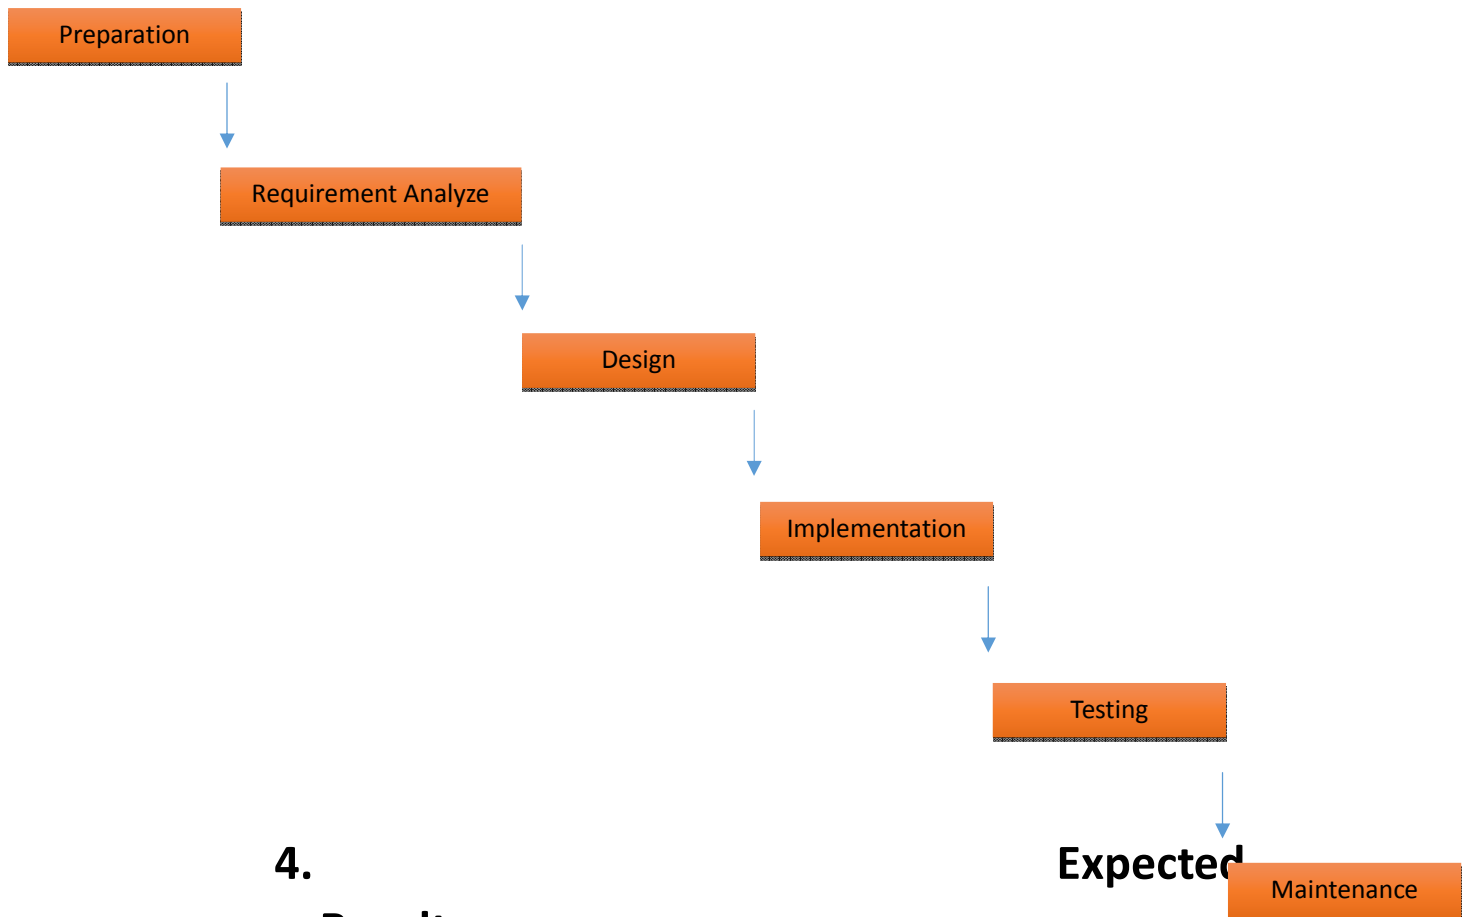 Preparation
Requirement Analyze
Design
Implementation
Testing
4. Expected
Maintenance